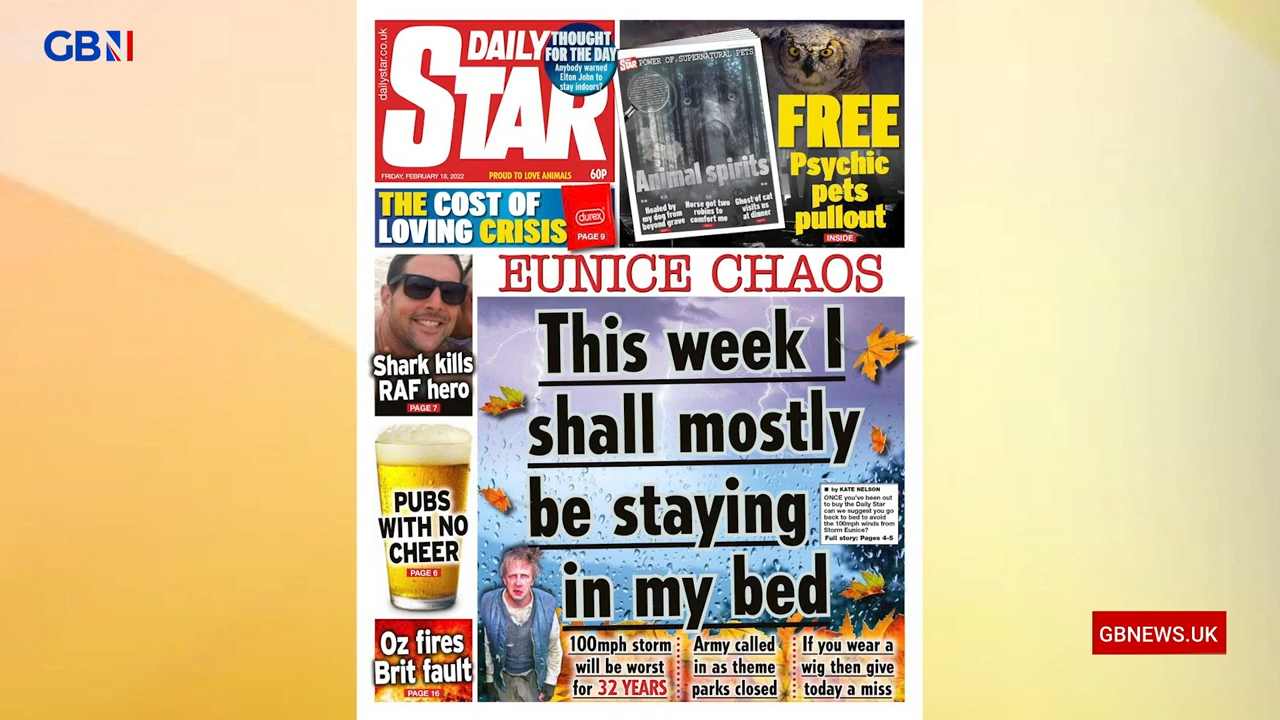 GBN
dailystar.co.uk
DAILY
STAR
THOUGHT
FOR THE DAY
Anybody warned
Elton John to
stay indoors?
FRIDAY, FEBRUARY 18, 2022
PROUD TO LOVE ANIMALS
60P
STAR POWER OF SUPERNATURAL PETS
Animal spirits
Healed by
my dog from
beyond grave
Horse got two
robins to
comfort me
Ghost of cat
visits us
at dinner
FREE
Psychic
pets
pullout
INSIDE
THE COST OF
LOVING CRISIS
durex
PAGE 9
EUNICE CHAOS
Shark kills
RAF hero
PAGE 7
PUBS
WITH NO
CHEER
PAGE 6
Oz fires
Brit fault
PAGE 16
This week I
shall mostly
be staying
in my bed
by KATE NELSON
ONCE you've been out
to buy the Daily Star
can we suggest you go
back to bed to avoid
the 100mph winds from
Storm Eunice?
Full story: Pages 4-5
100mph storm
will be worst
for 32 YEARS
Army called
in as theme
parks closed
If you wear a
wig then give
today a miss
GBNEWS.UK